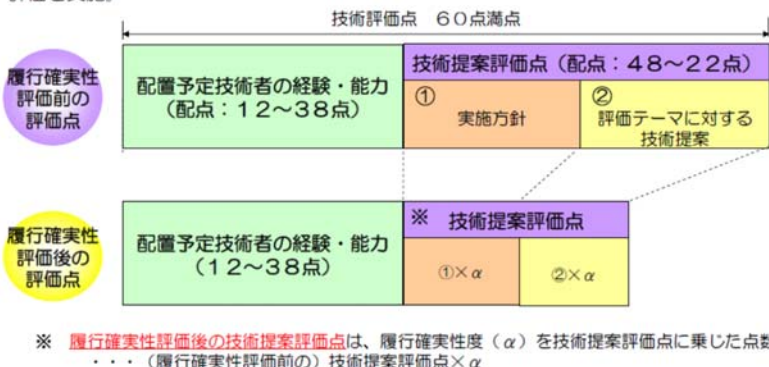 技術評価点　６０点満点
履行確実性
評価前の
評価点
配置予定技術者の経験・能力
（配点：１２～３８点）
技術提案評価点（配点：４８～２２点）
①
実施方針
②
評価テーマに対する
技術提案
履行確実性
評価後の
評価点
配置予定技術者の経験・能力
（１２～３８点）
※　技術提案評価点
①×α
②×α
※　履行確実性評価後の技術提案評価点は、履行確実性度（α）を技術提案評価点に乗じた点数
・・・（履行確実性評価前の）技術提案評価点×α